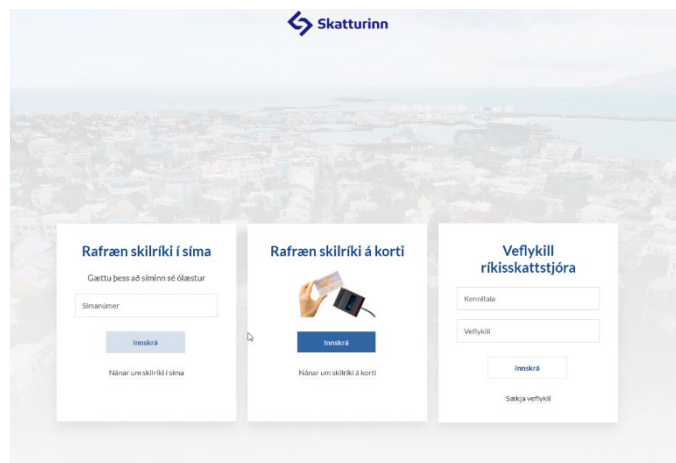 Skatturinn
Rafræn skilríki í síma
Gættu þess að síminn sé ólæstur
Símanúmer
Innskrá
Nánar um skilríki í síma
Rafræn skilríki á korti
Innskrá
Nánar um skilríki á korti
Veflykill
ríkisskattstjóra
Kennitala
Veflykill
Innskrá
Sækja veflykil